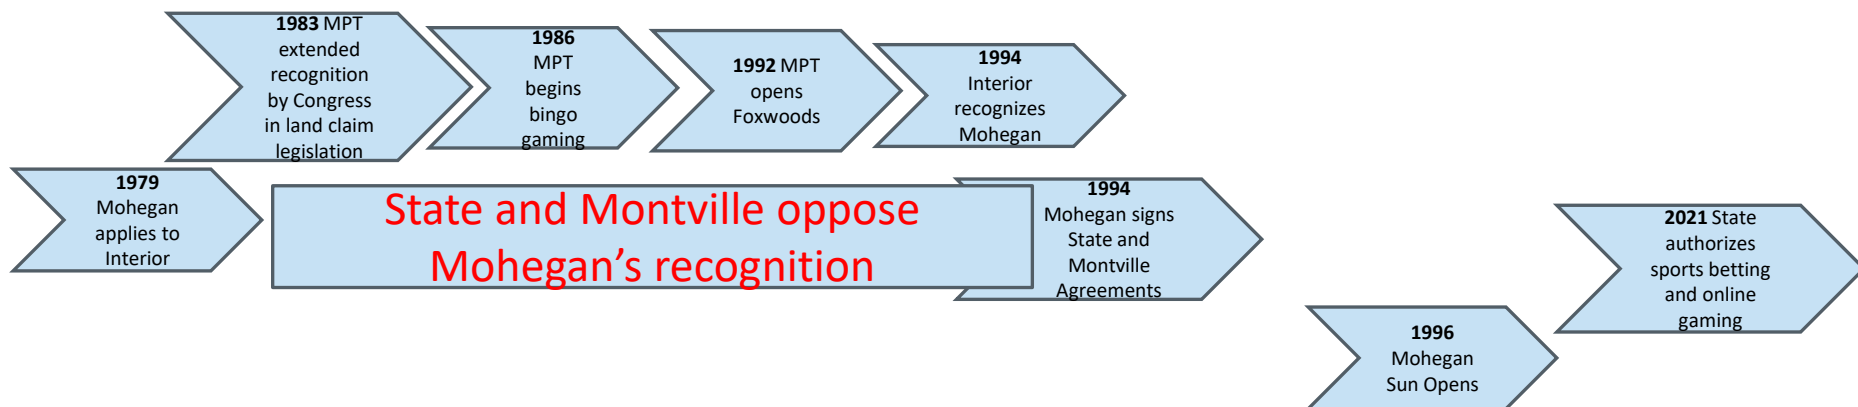 1983 MPT
extended
recognition
by Congress
in land claim
legislation
1986
MPT
begins
bingo
gaming
1992 MPT
opens
Foxwoods
1994
Interior
recognizes
Mohegan
1979
Mohegan
applies to
Interior
State and Montville oppose
Mohegan’s recognition
1994
Mohegan signs
State and
Montville
Agreements
1996
Mohegan
Sun Opens
2021 State
authorizes
sports betting
and online
gaming